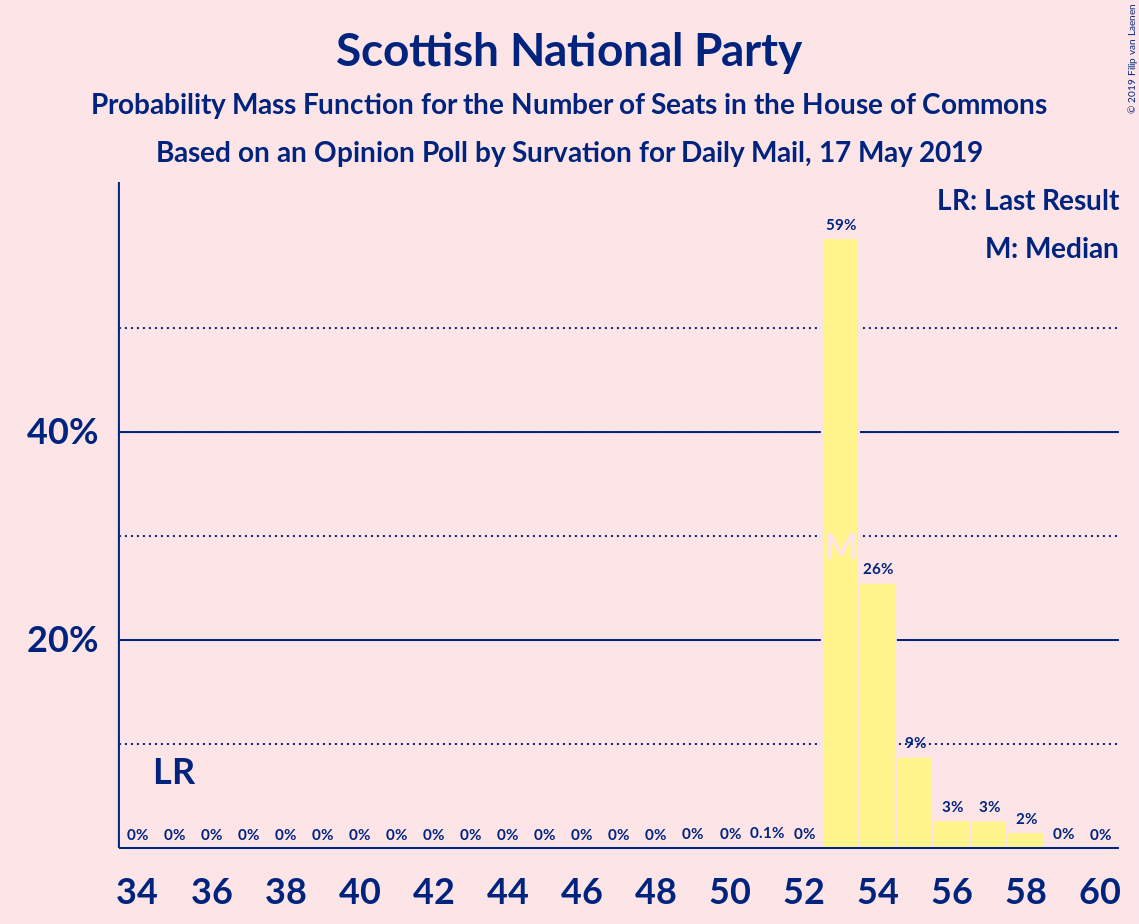 Scottish National Party
Probability Mass Function for the Number of Seats in the House of Commons
Based on an Opinion Poll by Survation for Daily Mail, 17 May 2019
© 2019 Filip van Laenen
LR: Last Result
M: Median
59%
40%
M
26%
20%
9%
LR
0% 0% 0% 0% 0% 0% 0% 0% 0% 0% 0% 0% 0% 0% 0% 0% 0% 0.1% 0% 3% 3% 2% 0% 0%
34 36 38 40 42 44 46 48 50 52 54 56 58 60